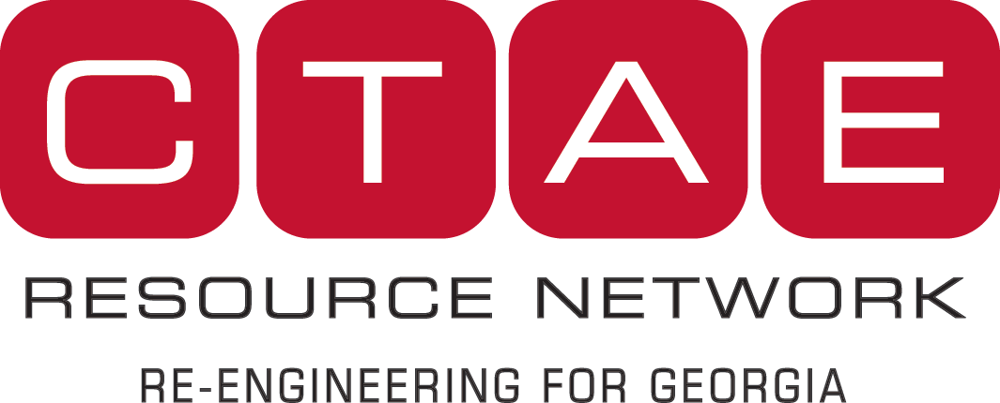 CTAE
RESOURCE NETWORK
RE-ENGINEERING FOR GEORGIA